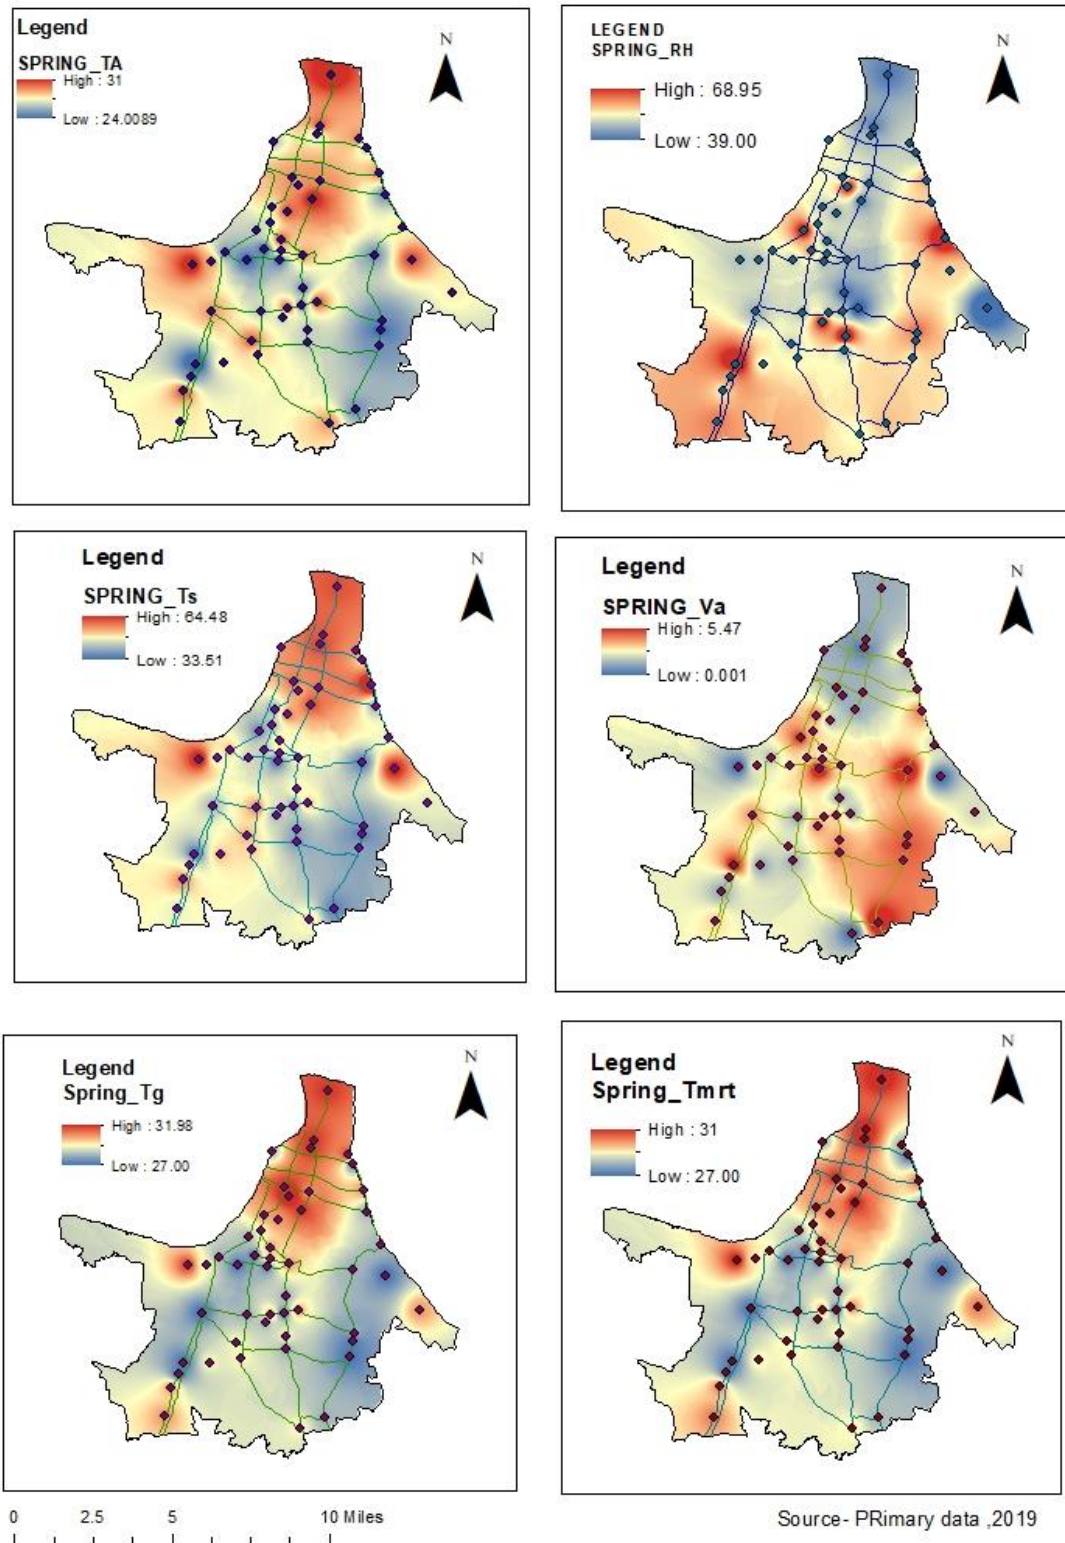 Legend
SPRING_TA
High : 31
Low : 24.0089
N
LEGEND
SPRING_RH
High : 68.95
Low : 39.00
N
Legend
SPRING_Ts
High : 64.48
Low : 33.51
N
Legend
SPRING_Va
High : 5.47
Low : 0.001
N
Legend
Spring_Tg
High : 31.98
Low : 27.00
N
Legend
Spring_Tmrt
High : 31
Low : 27.00
N
0 2.5 5 10 Miles
Source- PRimary data ,2019